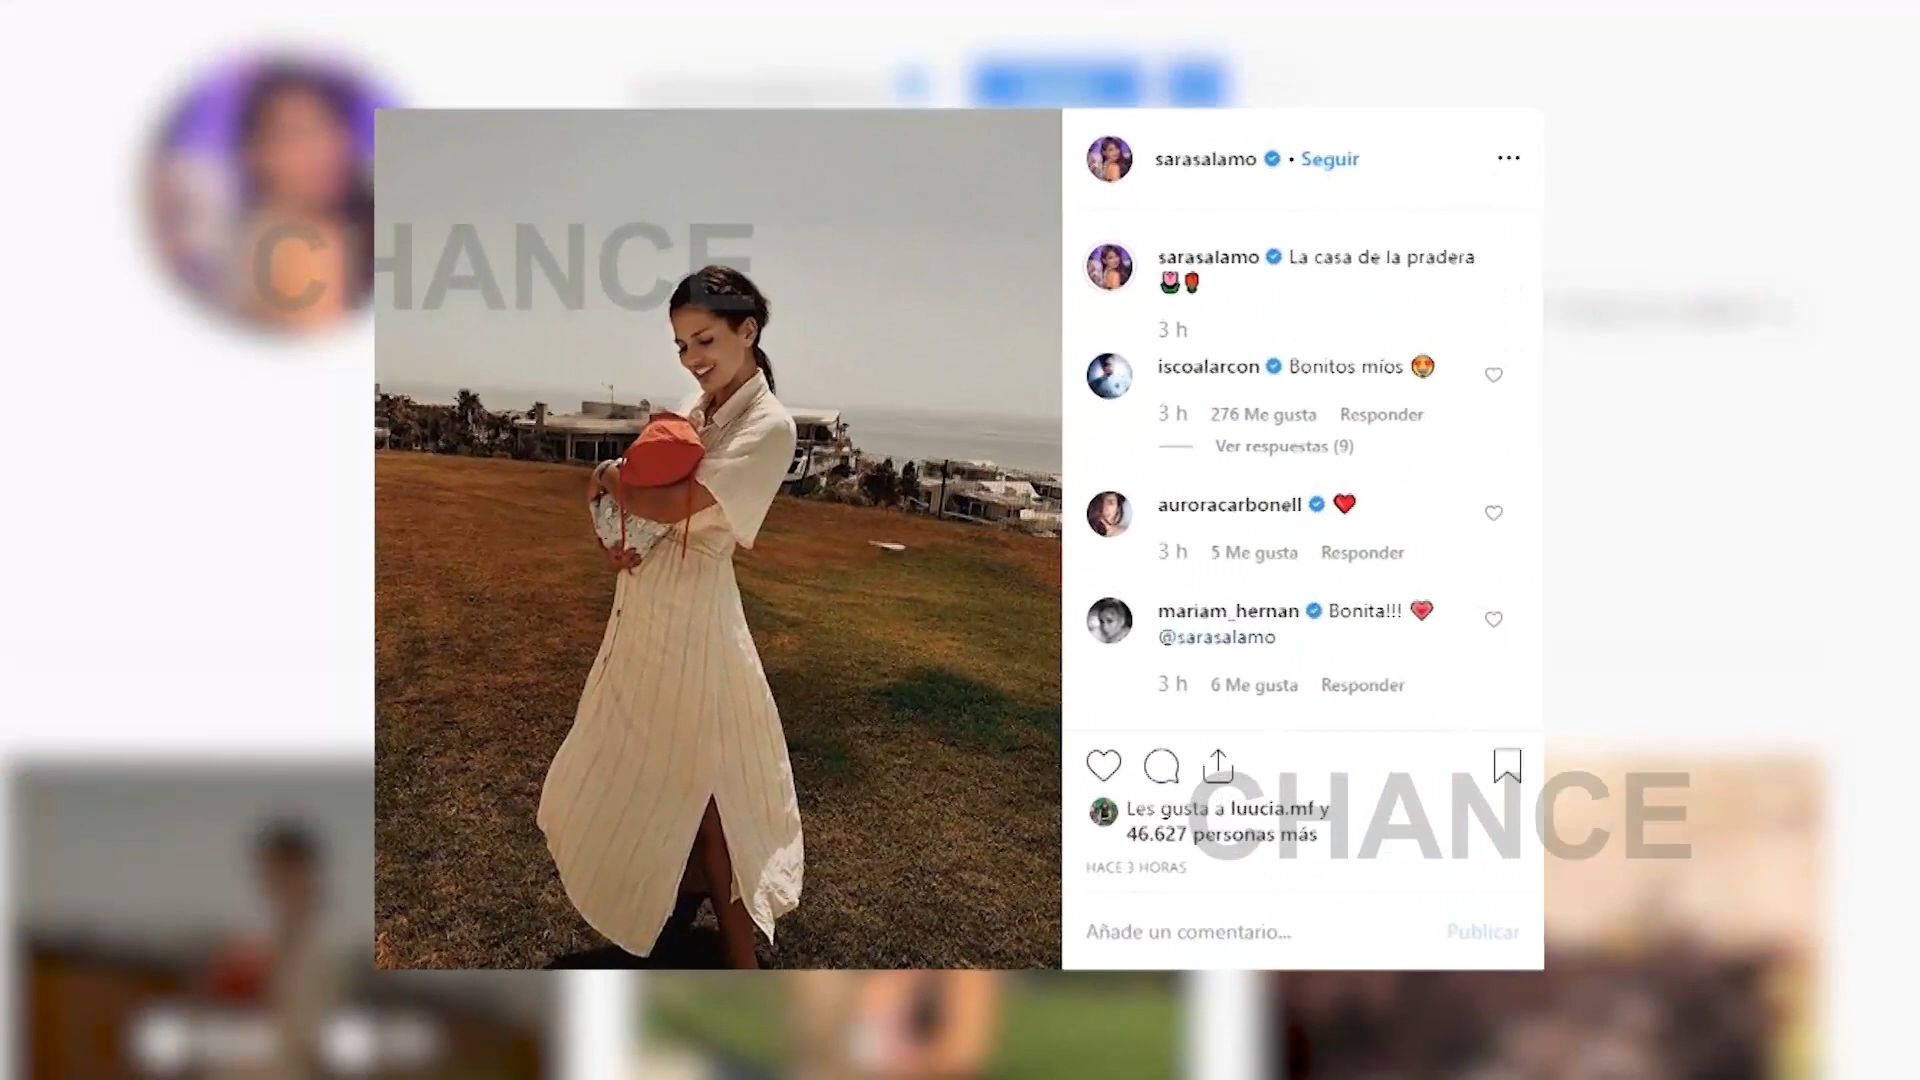 CHANCE
sarasalamo • Seguir
sarasalamo La casa de la pradera
3 h
iscoalarcon Bonitos míos
3 h 276 Me gusta Responder
Ver respuestas (9)
auroracarbonell
3 h 5 Me gusta Responder
mariam_hernan Bonita!!!
@sarasalamo
3 h 6 Me gusta Responder
CHANCE
Les gusta a luucia.mf y
46.627 personas más
HACE 3 HORAS
Añade un comentario...
Publicar